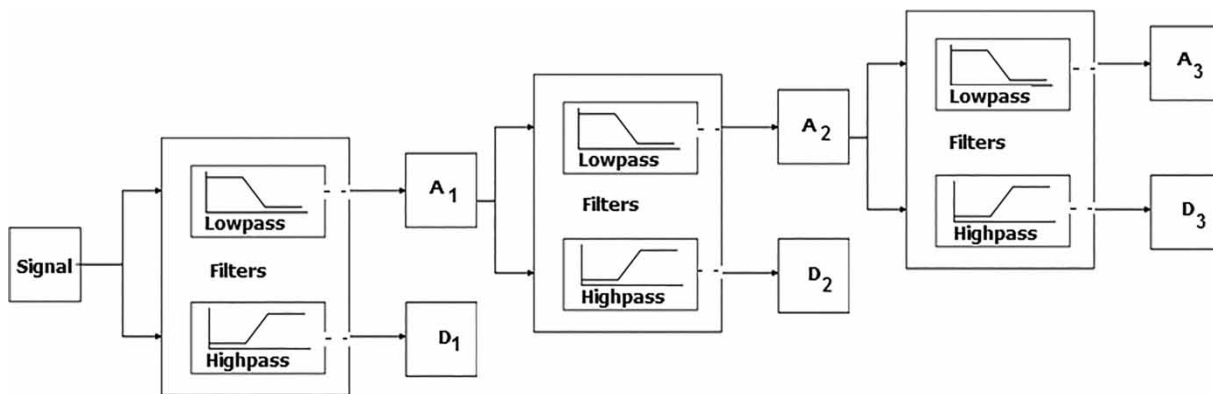 Signal
Lowpass
Filters
Highpass
A1
D1
Lowpass
Filters
Highpass
A2
D2
Lowpass
Filters
Highpass
A3
D3